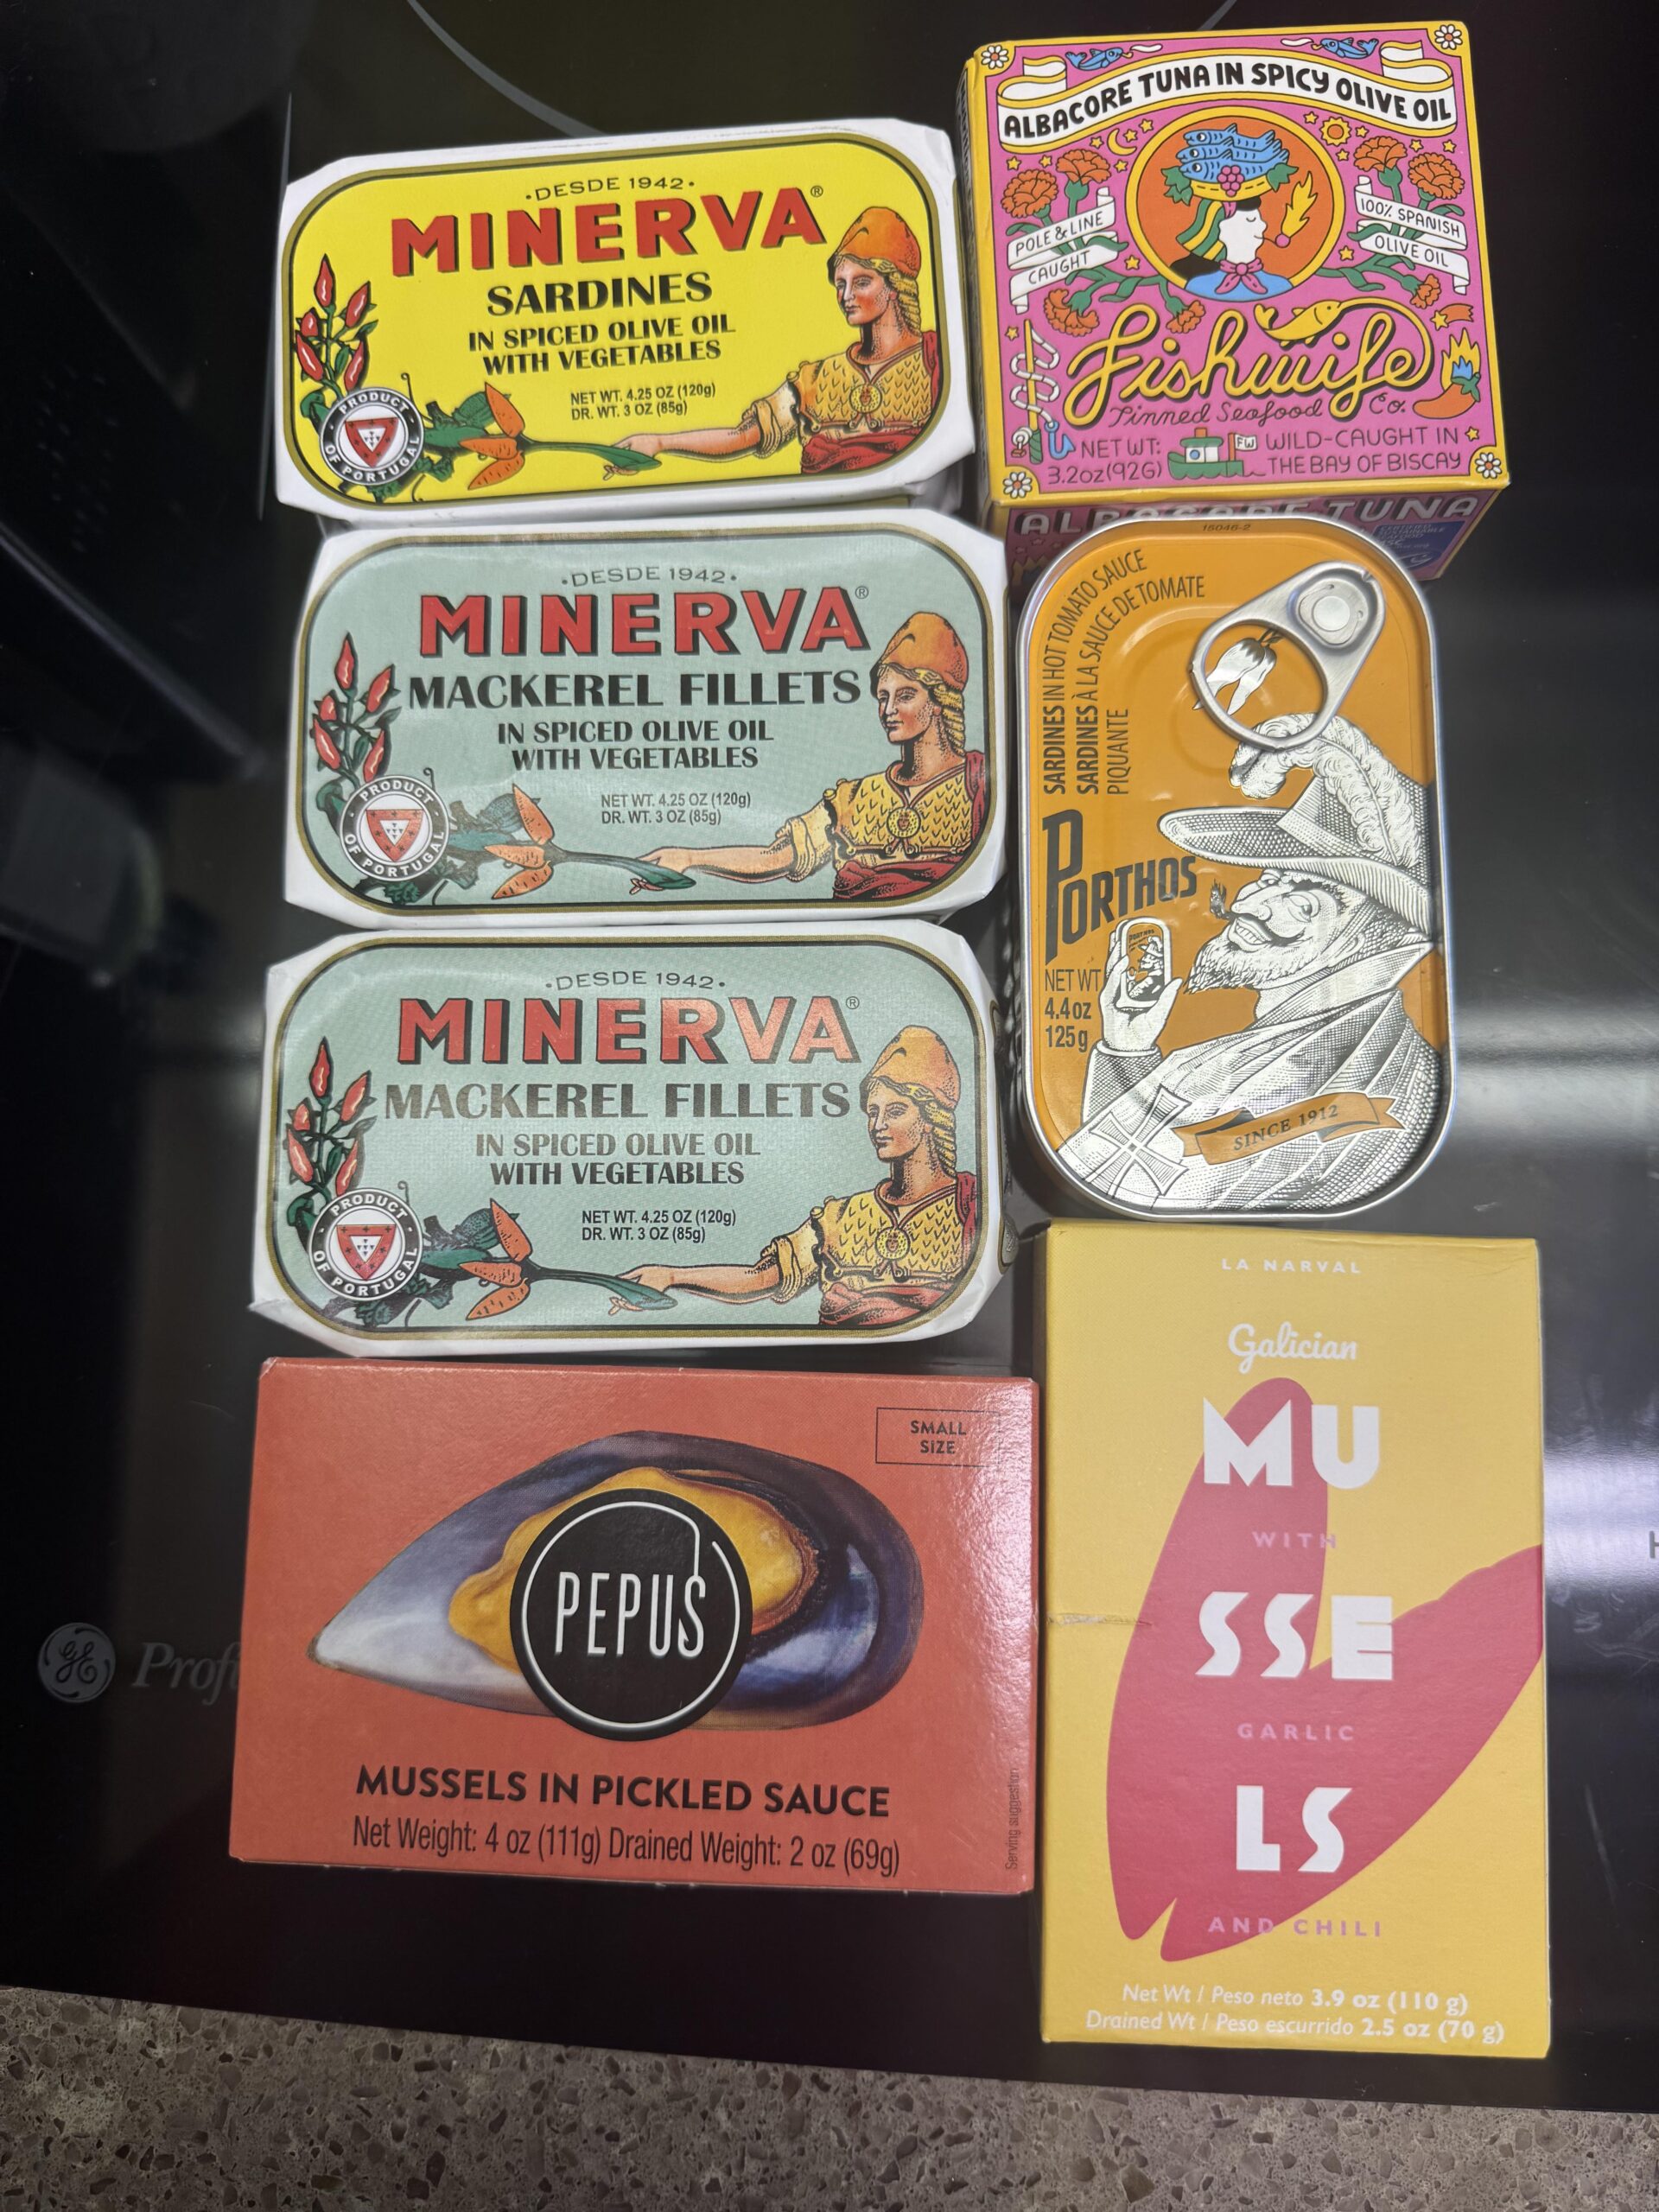 ·DESDE 1942·
MINERVA®
SARDINES
IN SPICED OLIVE OIL
WITH VEGETABLES
NET WT. 4.25 OZ (120g)
DR. WT. 3 OZ (85g)
PRODUCT
OF PORTUGAL
ALBACORE TUNA IN SPICY OLIVE OIL
POLE & LINE
CAUGHT
100% SPANISH
OLIVE OIL
Fishwife
Tinned Seafood Co.
NET WT:
3.2oz(92G)
FW
WILD-CAUGHT IN
THE BAY OF BISCAY
ALBACORE TUNA
·DESDE 1942·
MINERVA®
MACKEREL FILLETS
IN SPICED OLIVE OIL
WITH VEGETABLES
NET WT. 4.25 OZ (120g)
DR. WT. 3 OZ (85g)
PRODUCT
OF PORTUGAL
15046-2
SARDINES IN HOT TOMATO SAUCE
SARDINES À LA SAUCE DE TOMATE
PIQUANTE
PORTHOS
NET WT
4.4oz
125g
SINCE 1912
·DESDE 1942·
MINERVA®
MACKEREL FILLETS
IN SPICED OLIVE OIL
WITH VEGETABLES
NET WT. 4.25 OZ (120g)
DR. WT. 3 OZ (85g)
PRODUCT
OF PORTUGAL
SMALL
SIZE
PEPUS
MUSSELS IN PICKLED SAUCE
Net Weight: 4 oz (111g) Drained Weight: 2 oz (69g)
Serving suggestion
LA NARVAL
Galician
MU
WITH
SSE
GARLIC
LS
AND CHILI
Net Wt / Peso neto 3.9 oz (110 g)
Drained Wt / Peso escurrido 2.5 oz (70 g)
GE